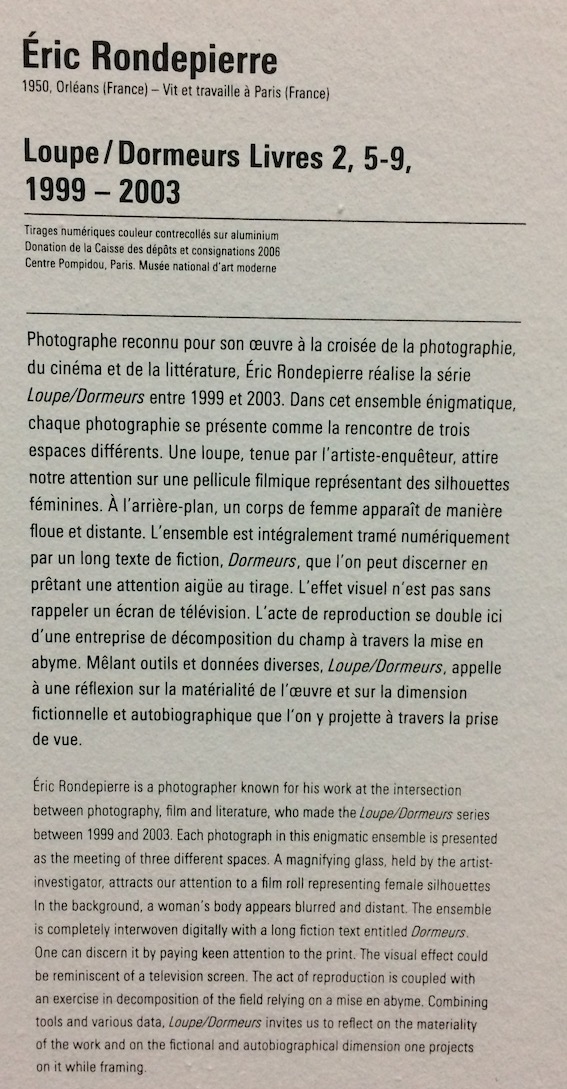 Éric Rondepierre
1950, Orléans (France) – Vit et travaille à Paris (France)
Loupe/Dormeurs Livres 2, 5-9,
1999 – 2003
Tirages numériques couleur contrecollés sur aluminium
Donation de la Caisse des dépôts et consignations 2006
Centre Pompidou, Paris. Musée national d'art moderne
Photographe reconnu pour son œuvre à la croisée de la photographie,
du cinéma et de la littérature, Éric Rondepierre réalise la série
Loupe/Dormeurs entre 1999 et 2003. Dans cet ensemble énigmatique,
chaque photographie se présente comme la rencontre de trois
espaces différents. Une loupe, tenue par l'artiste-enquêteur, attire
notre attention sur une pellicule filmique représentant des silhouettes
féminines. À l'arrière-plan, un corps de femme apparaît de manière
floue et distante. L'ensemble est intégralement tramé numériquement
par un long texte de fiction, Dormeurs, que l'on peut discerner en
prêtant une attention aigüe au tirage. L'effet visuel n'est pas sans
rappeler un écran de télévision. L'acte de reproduction se double ici
d'une entreprise de décomposition du champ à travers la mise en
abyme. Mêlant outils et données diverses, Loupe/Dormeurs, appelle
à une réflexion sur la matérialité de l'œuvre et sur la dimension
fictionnelle et autobiographique que l'on y projette à travers la prise
de vue.
Éric Rondepierre is a photographer known for his work at the intersection
between photography, film and literature, who made the Loupe/Dormeurs series
between 1999 and 2003. Each photograph in this enigmatic ensemble is presented
as the meeting of three different spaces. A magnifying glass, held by the artist-
investigator, attracts our attention to a film roll representing female silhouettes
In the background, a woman's body appears blurred and distant. The ensemble
is completely interwoven digitally with a long fiction text entitled Dormeurs.
One can discern it by paying keen attention to the print. The visual effect could
be reminiscent of a television screen. The act of reproduction is coupled with
an exercise in decomposition of the field relying on a mise en abyme. Combining
tools and various data, Loupe/Dormeurs invites us to reflect on the materiality
of the work and on the fictional and autobiographical dimension one projects
on it while framing.